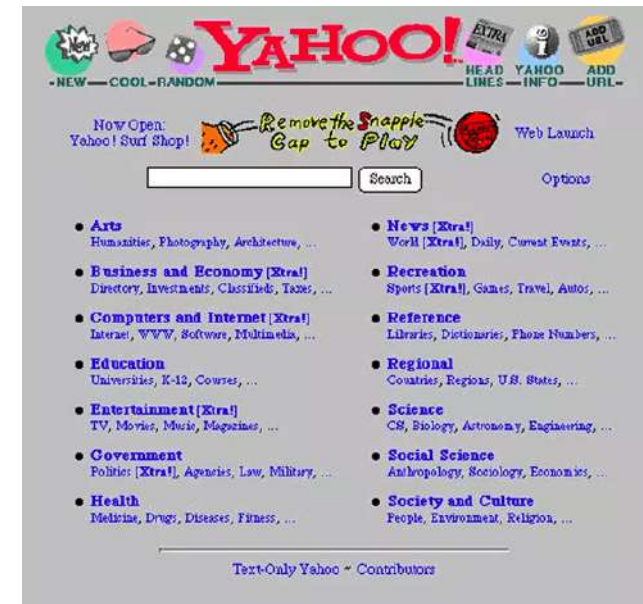 New
EXTRA
i
ADD URL
YAHOO!
NEW COOL RANDOM
HEAD LINES YAHOO INFO ADD URL
Now Open:
Yahoo! Surf Shop!
Remove the Snapple
Cap to Play
Web Launch
Search
Options
Arts
Humanities, Photography, Architecture, ...
Business and Economy [Xtra!]
Directory, Investments, Classifieds, Taxes, ...
Computers and Internet [Xtra!]
Internet, WWW, Software, Multimedia, ...
Education
Universities, K-12, Courses, ...
Entertainment [Xtra!]
TV, Movies, Music, Magazines, ...
Government
Politics [Xtra!], Agencies, Law, Military, ...
Health
Medicine, Drugs, Diseases, Fitness, ...
News [Xtra!]
World [Xtra!], Daily, Current Events, ...
Recreation
Sports [Xtra!], Games, Travel, Autos, ...
Reference
Libraries, Dictionaries, Phone Numbers, ...
Regional
Countries, Regions, U.S. States, ...
Science
CS, Biology, Astronomy, Engineering, ...
Social Science
Anthropology, Sociology, Economics, ...
Society and Culture
People, Environment, Religion, ...
Text-Only Yahoo ~ Contributors